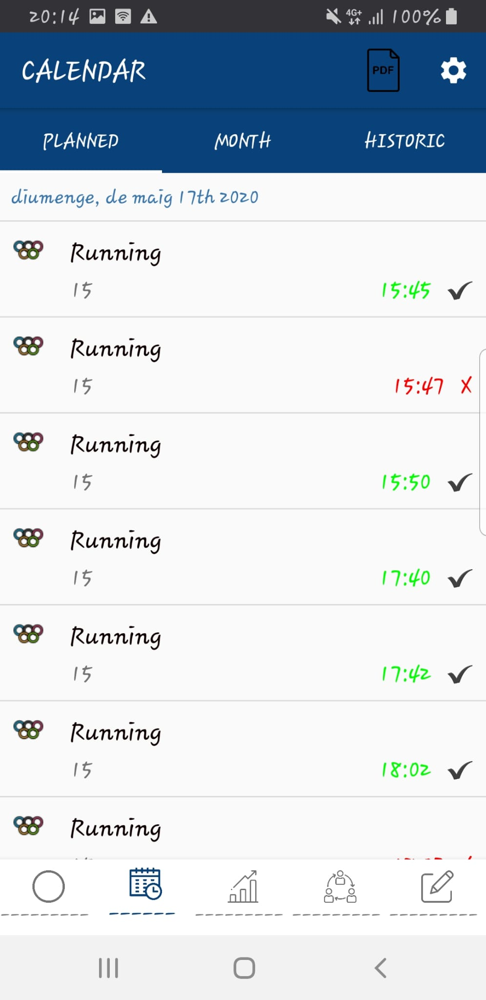 20:14 4G+ 100%
CALENDAR PDF
PLANNED MONTH HISTORIC
diumenge, de maig 17th 2020
Running
15 15:45
Running
15 15:47 X
Running
15 15:50
Running
15 17:40
Running
15 17:42
Running
15 18:02
Running